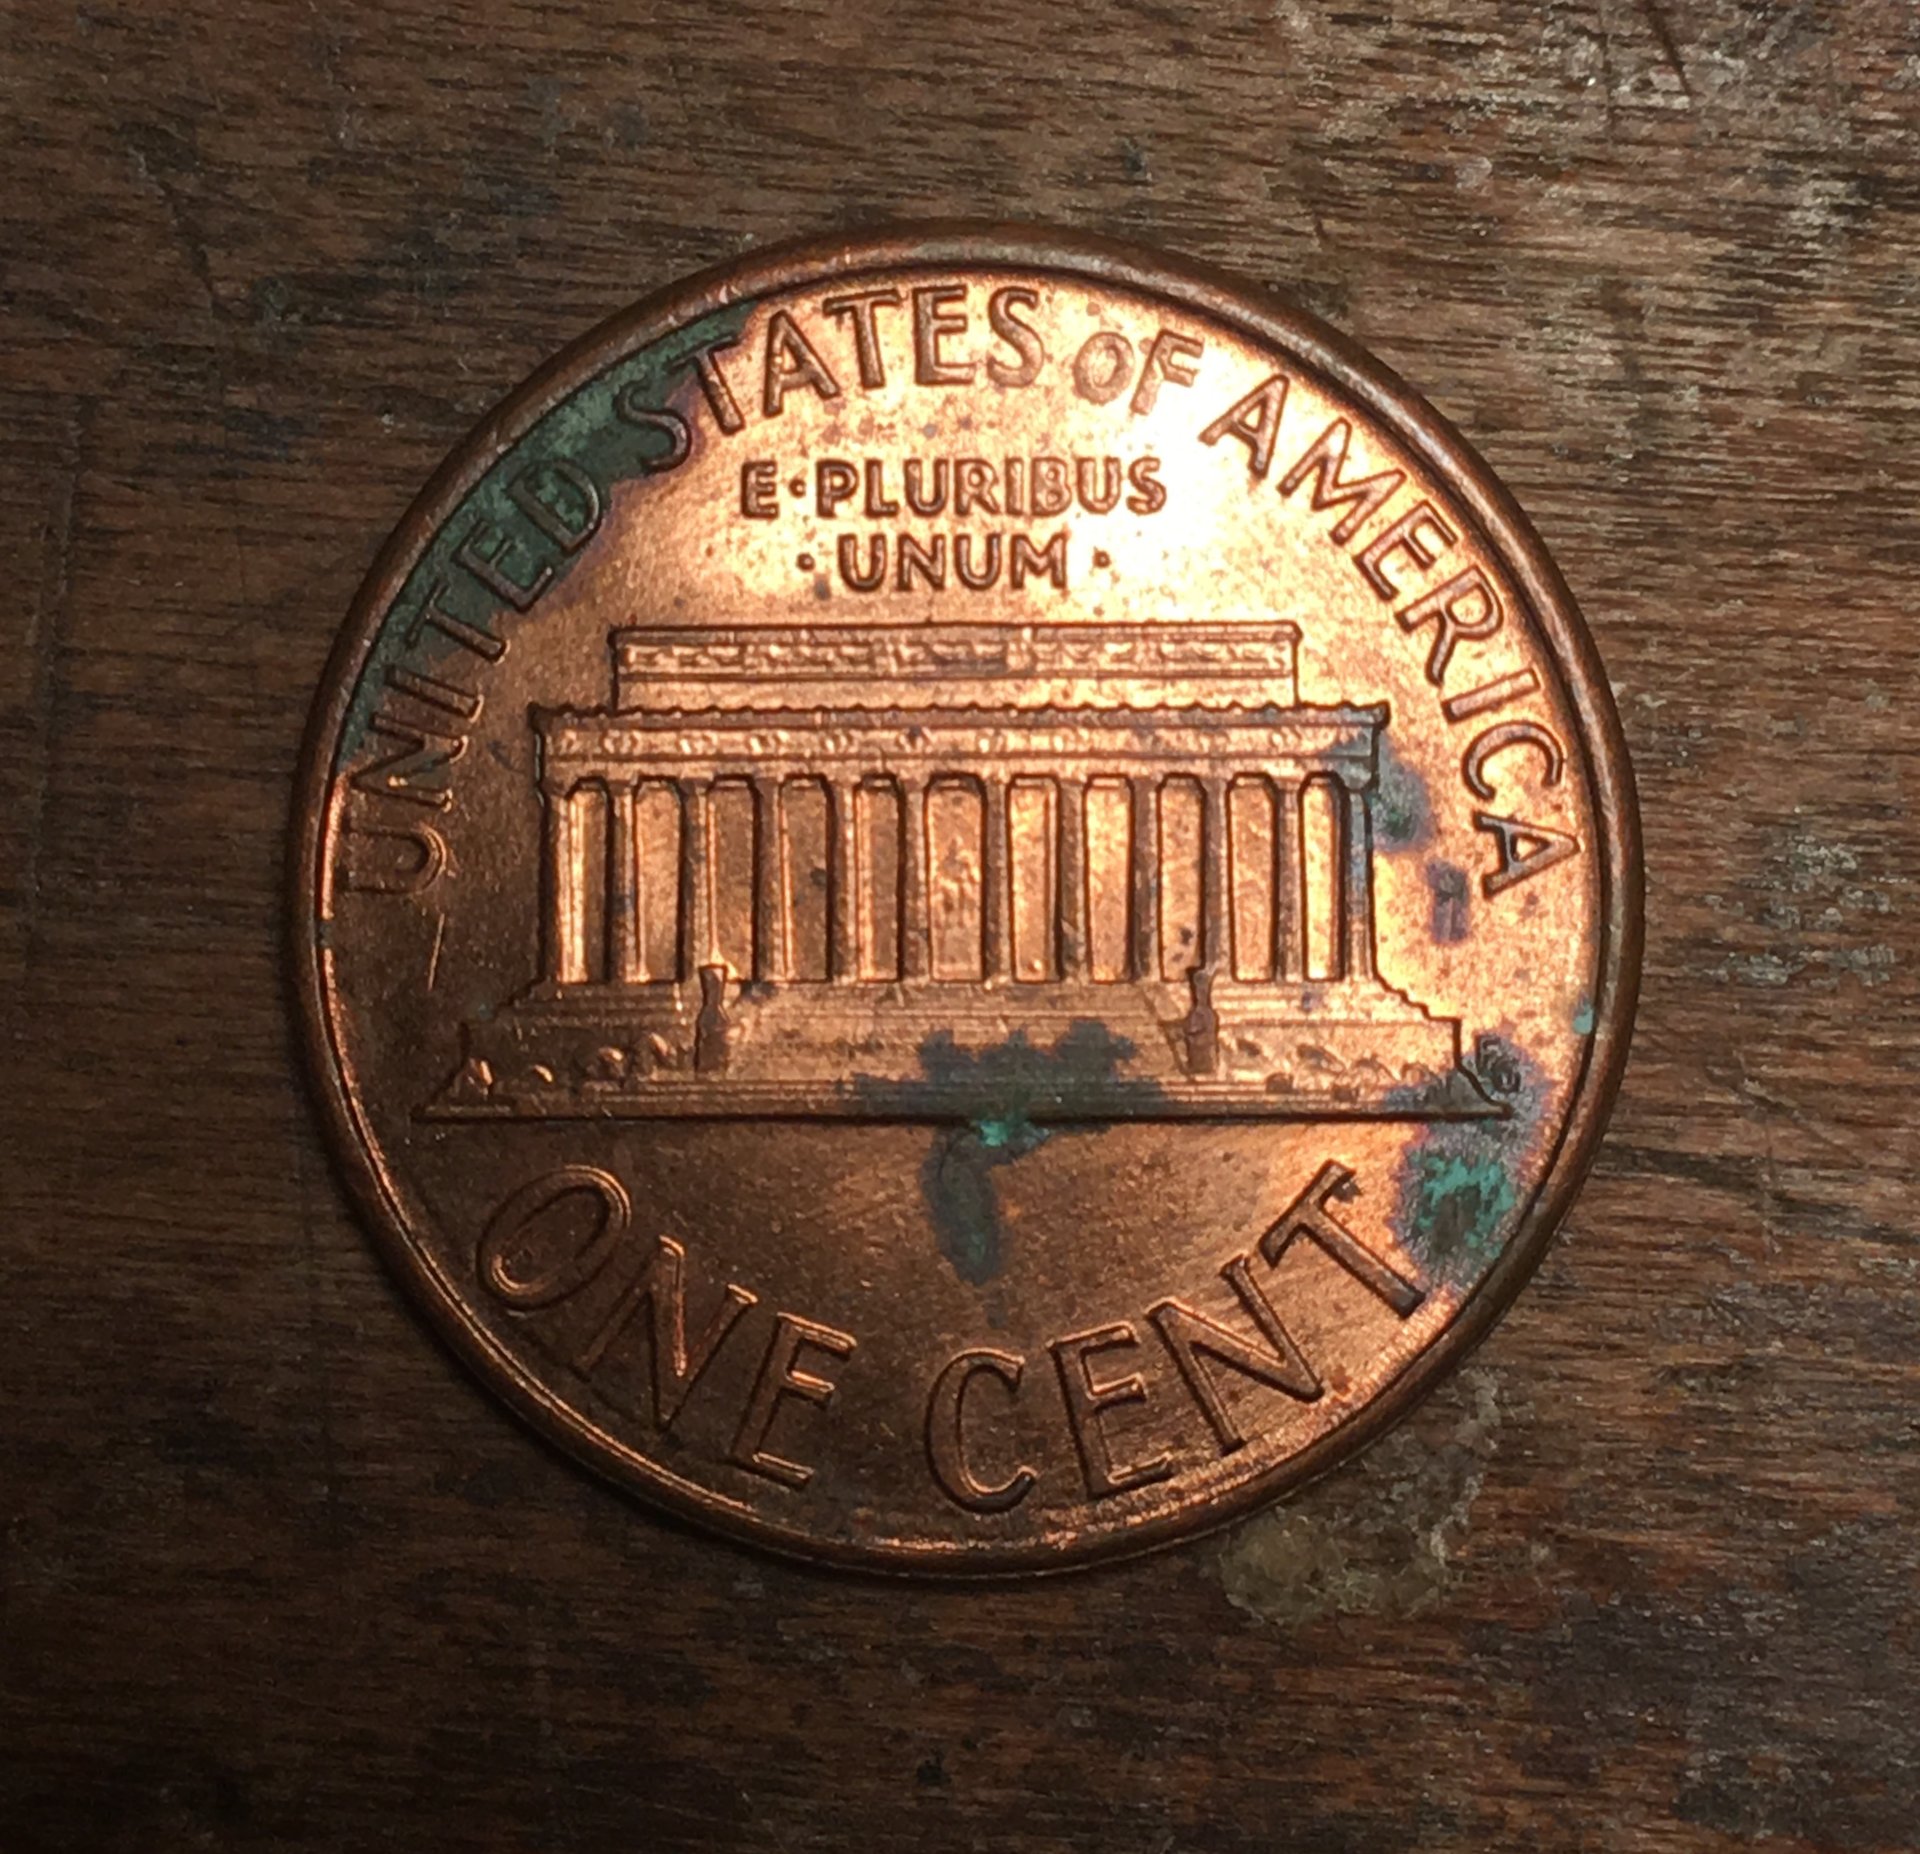 UNITED STATES OF AMERICA
E·PLURIBUS
·UNUM·
ONE CENT